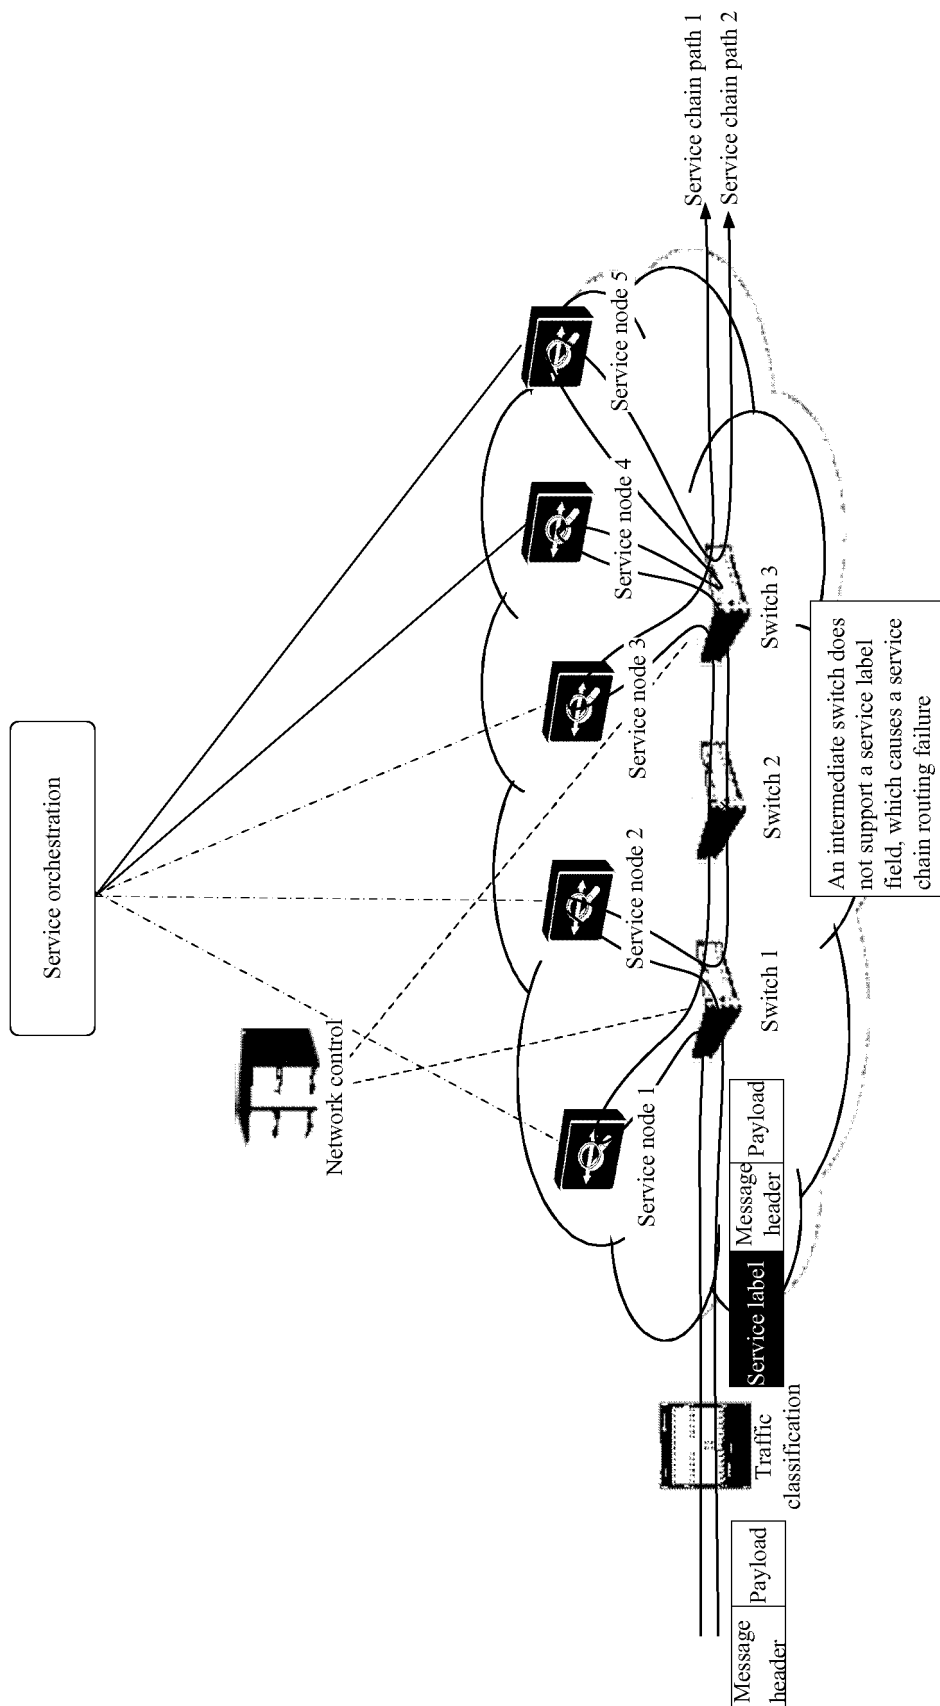 Service orchestration
Network control
Service node 1
Service node 2
Service node 3
Service node 4
Service node 5
Service chain path 1
Service chain path 2
Switch 1
Switch 2
Switch 3
Message
header
Payload
Traffic
classification
Service label
Message
header
Payload
An intermediate switch does
not support a service label
field, which causes a service
chain routing failure